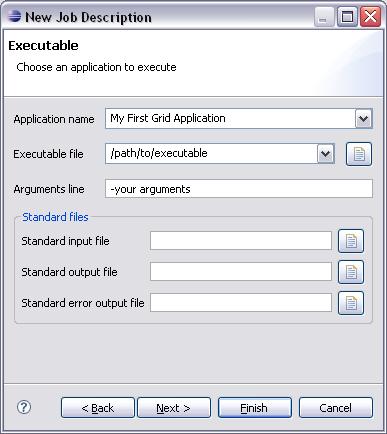 New Job Description
Executable
Choose an application to execute
Application name My First Grid Application
Executable file /path/to/executable
Arguments line -your arguments
Standard files
Standard input file
Standard output file
Standard error output file
? < Back Next > Finish Cancel